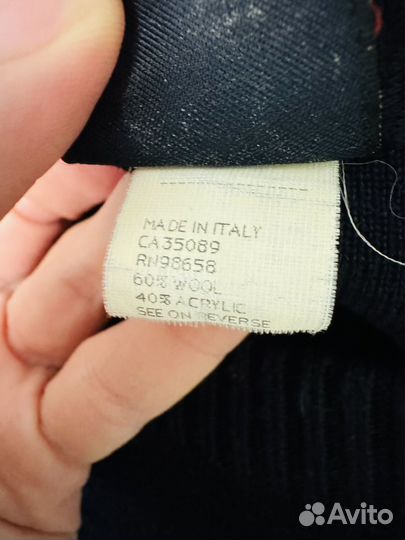 MADE IN ITALY
CA35089
RN98658
60% WOOL
40% ACRYLIC
SEE ON REVERSE
Avito